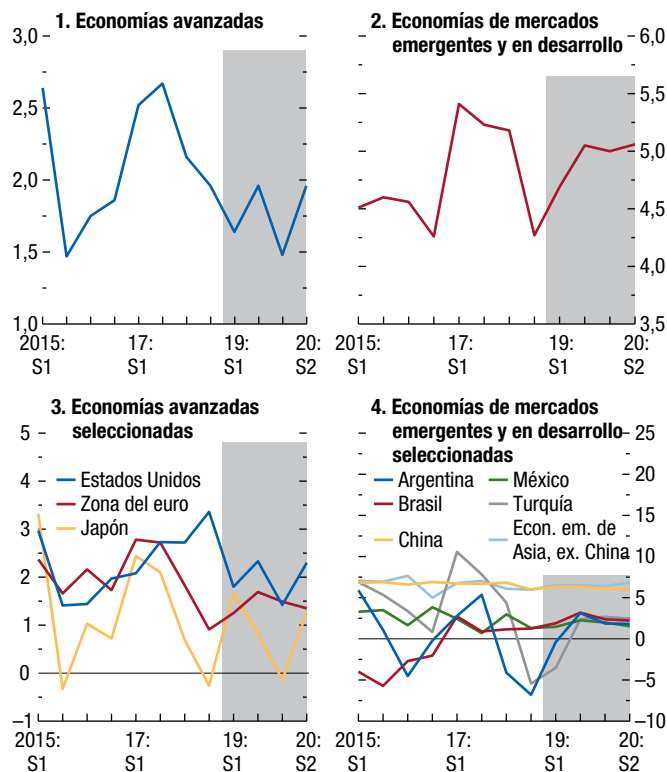 1. Economías avanzadas
3,0
2,5
2,0
1,5
1,0
2015:
S1
17:
S1
19:
S1
20:
S2
2. Economías de mercados
emergentes y en desarrollo
6,0
5,5
5,0
4,5
4,0
3,5
2015:
S1
17:
S1
19:
S1
20:
S2
3. Economías avanzadas
seleccionadas
5
4
3
2
1
0
–1
Estados Unidos
Zona del euro
Japón
2015:
S1
17:
S1
19:
S1
20:
S2
4. Economías de mercados
emergentes y en desarrollo
seleccionadas
25
20
15
10
5
0
–5
–10
Argentina
México
Brasil
Turquía
China
Econ. em. de
Asia, ex. China
2015:
S1
17:
S1
19:
S1
20:
S2